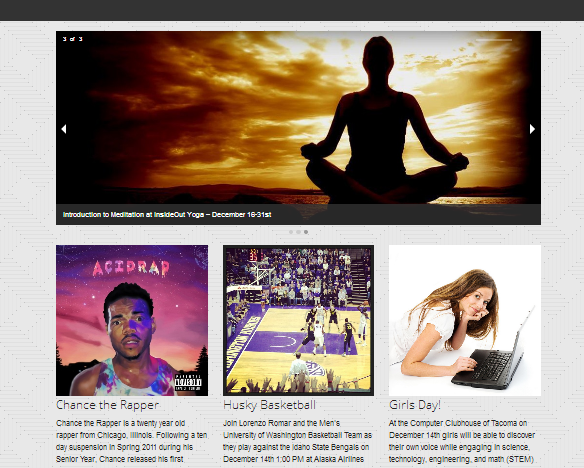 3 of 3
Introduction to Meditation at InsideOut Yoga – December 16-31st
ACIDRAP
PARENTAL
ADVISORY
Chance the Rapper
Chance the Rapper is a twenty year old
rapper from Chicago, Illinois. Following a ten
day suspension in Spring 2011 during his
Senior Year, Chance released his first
Husky Basketball
Join Lorenzo Romar and the Men's
University of Washington Basketball Team as
they play against the Idaho State Bengals on
December 14th 1:00 PM at Alaska Airlines
Girls Day!
At the Computer Clubhouse of Tacoma on
December 14th girls will be able to discover
their own voice while engaging in science,
technology, engineering, and math (STEM)